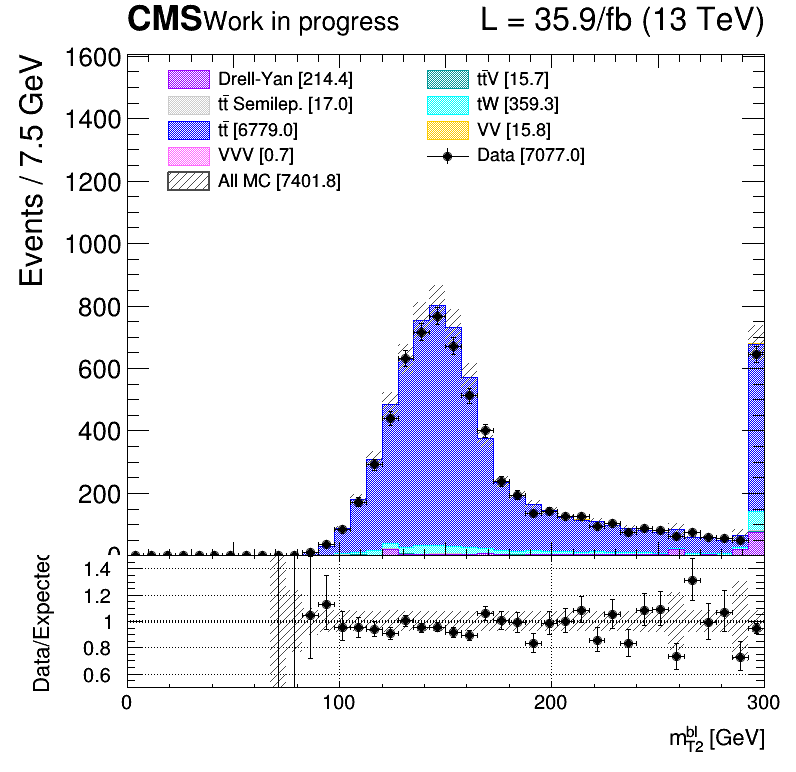 CMS Work in progress L = 35.9/fb (13 TeV)
Events / 7.5 GeV
1600
1400
1200
1000
800
600
400
200
0
Drell-Yan [214.4]
tt̄ Semilep. [17.0]
tt̄ [6779.0]
VVV [0.7]
All MC [7401.8]
tt̄V [15.7]
tW [359.3]
VV [15.8]
Data [7077.0]
Data/Expected
1.4
1.2
1
0.8
0.6
0 100 200 300
m_{T2}^{bl} [GeV]